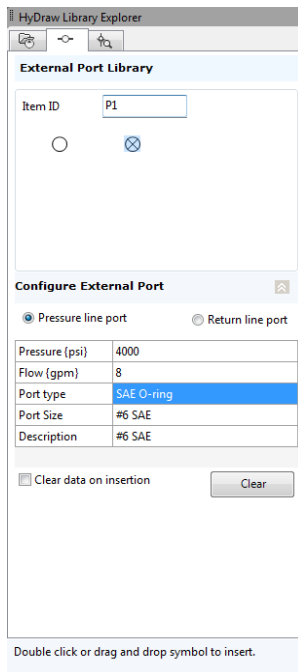 HyDraw Library Explorer
External Port Library
Item ID P1
Configure External Port
Pressure line port Return line port
Pressure {psi} 4000
Flow {gpm} 8
Port type SAE O-ring
Port Size #6 SAE
Description #6 SAE
Clear data on insertion Clear
Double click or drag and drop symbol to insert.